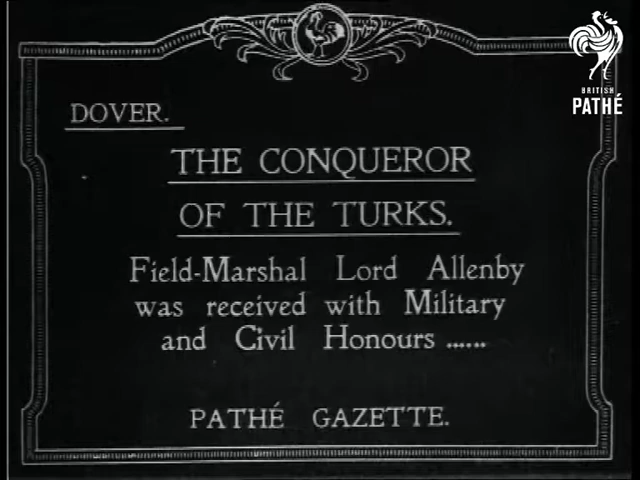 BRITISH
PATHÉ
DOVER.
THE CONQUEROR
OF THE TURKS.
Field-Marshal Lord Allenby
was received with Military
and Civil Honours ......
PATHÉ GAZETTE.